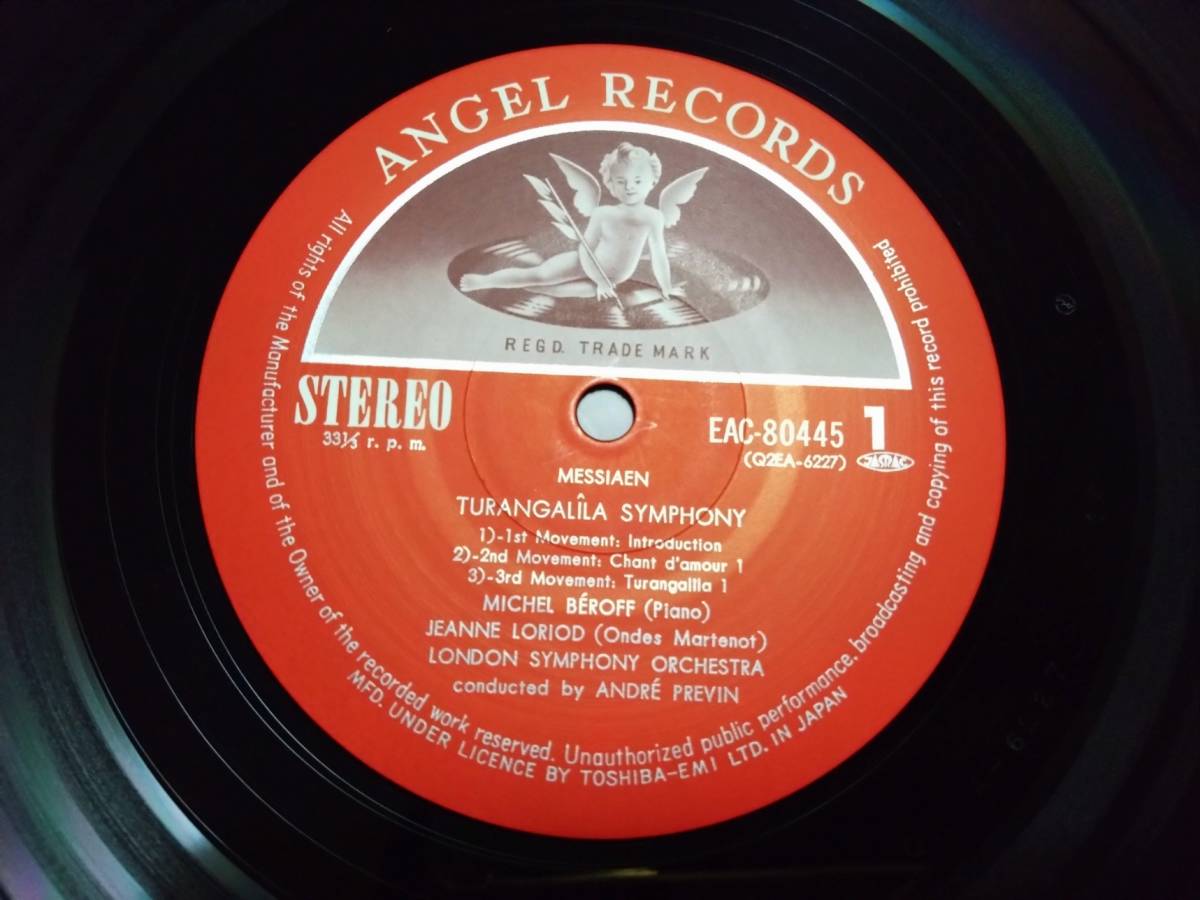 ANGEL RECORDS
REGD. TRADE MARK
STEREO
33⅓ r. p. m.
EAC-80445 1
(Q2EA-6227) JASRAC
MESSIAEN
TURANGALÎLA SYMPHONY
1)-1st Movement: Introduction
2)-2nd Movement: Chant d'amour 1
3)-3rd Movement: Turangalîla 1
MICHEL BÉROFF (Piano)
JEANNE LORIOD (Ondes Martenot)
LONDON SYMPHONY ORCHESTRA
conducted by ANDRÉ PREVIN
All rights of the Manufacturer and of the Owner of the recorded work reserved. Unauthorized public performance, broadcasting and copying of this record prohibited
MFD. UNDER LICENCE BY TOSHIBA-EMI LTD. IN JAPAN